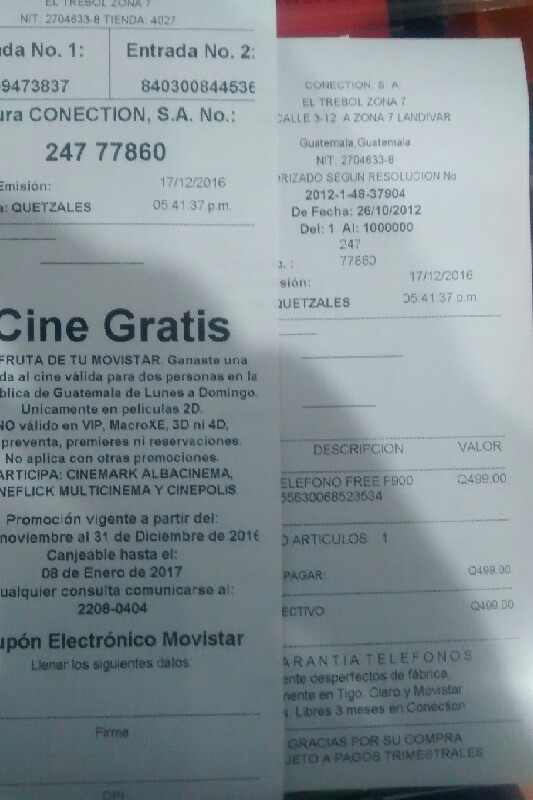 EL TREBOL ZONA 7
NIT: 2704633-8 TIENDA: 4027
da No. 1:
Entrada No. 2:
9473837
840300844536
ura CONECTION, S.A. No.:
247 77860
Emisión:
17/12/2016
a: QUETZALES
05:41:37 p.m.
Cine Gratis
FRUTA DE TU MOVISTAR. Ganaste una
da al cine válida para dos personas en la
blica de Guatemala de Lunes a Domingo.
Únicamente en peliculas 2D.
NO válido en VIP, MacroXE, 3D ni 4D,
preventa, premieres ni reservaciones.
No aplica con otras promociones.
ARTICIPA: CINEMARK ALBACINEMA,
NEFLICK MULTICINEMA Y CINEPOLIS.
Promoción vigente a partir del:
noviembre al 31 de Diciembre de 2016
Canjeable hasta el:
08 de Enero de 2017
ualquier consulta comunicarse al:
2208-0404
upón Electrónico Movistar
Llenar los siguientes datos:
Firma
DPI
CONECTION, S. A.
EL TREBOL ZONA 7
CALLE 3-12 A ZONA 7 LANDIVAR
Guatemala,Guatemala
NIT: 2704633-8
RIZADO SEGUN RESOLUCION No.
2012-1-48-37904
De Fecha: 26/10/2012
Del: 1 Al: 1000000
247
o. :
77860
sión:
17/12/2016
QUETZALES
05:41:37 p.m.
DESCRIPCION
VALOR
ELEFONO FREE F900
Q499.00
55630068523534
O ARTICULOS: 1
PAGAR:
Q499.00
ECTIVO
Q499.00
ARANTIA TELEFONOS
nte desperfectos de fábrica,
mente en Tigo, Claro y Movistar
s. Libres 3 meses en Conection
GRACIAS POR SU COMPRA
JETO A PAGOS TRIMESTRALES